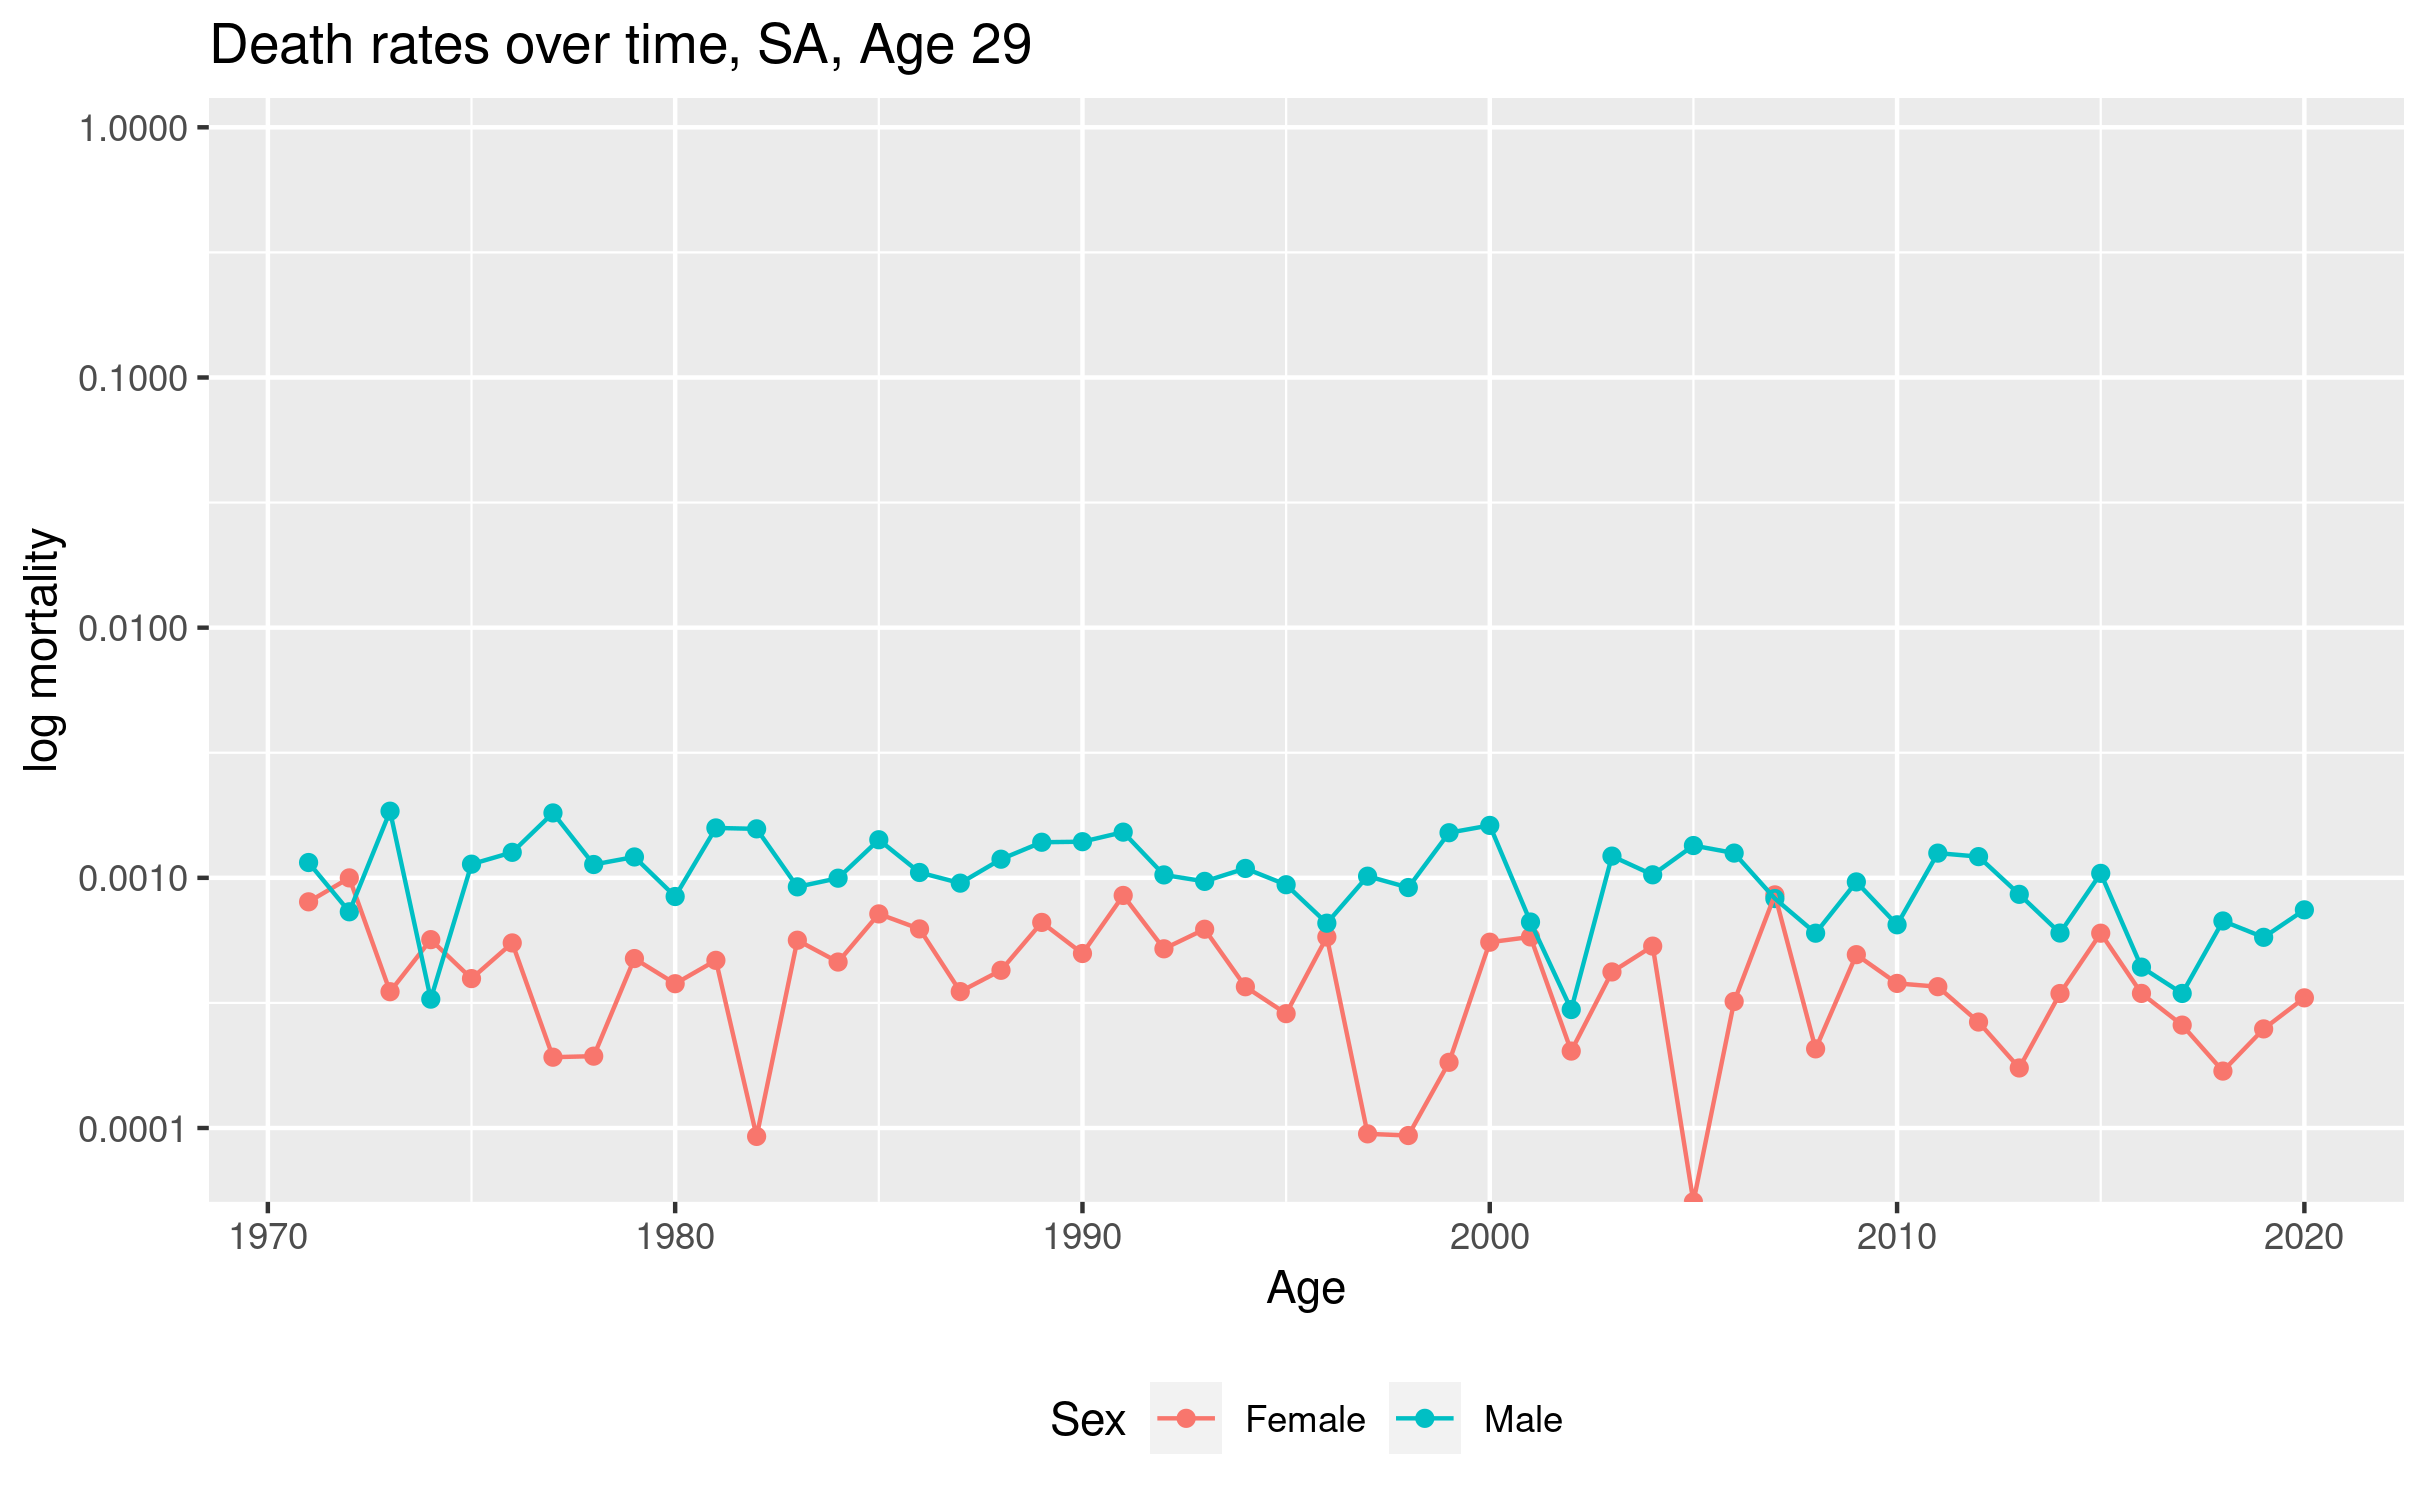 Death rates over time, SA, Age 29
log mortality
1.0000
0.1000
0.0100
0.0010
0.0001
1970 1980 1990 2000 2010 2020
Age
Sex Female Male